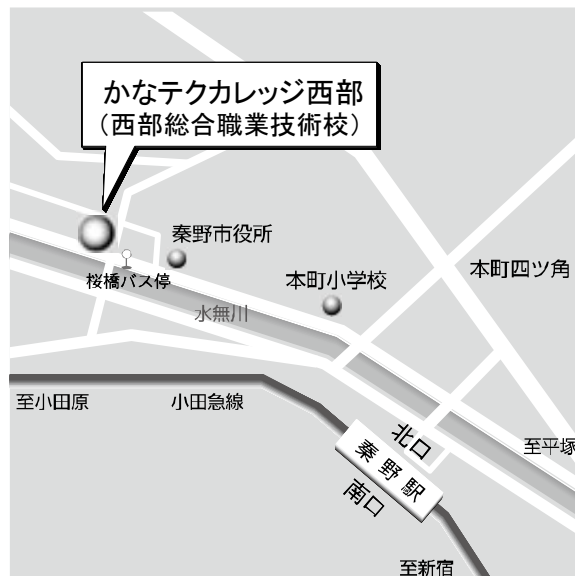 かなテクカレッジ西部
（西部総合職業技術校）
秦野市役所
桜橋バス停
本町小学校
本町四ツ角
水無川
至小田原
小田急線
北口
至平塚
秦野駅
南口
至新宿